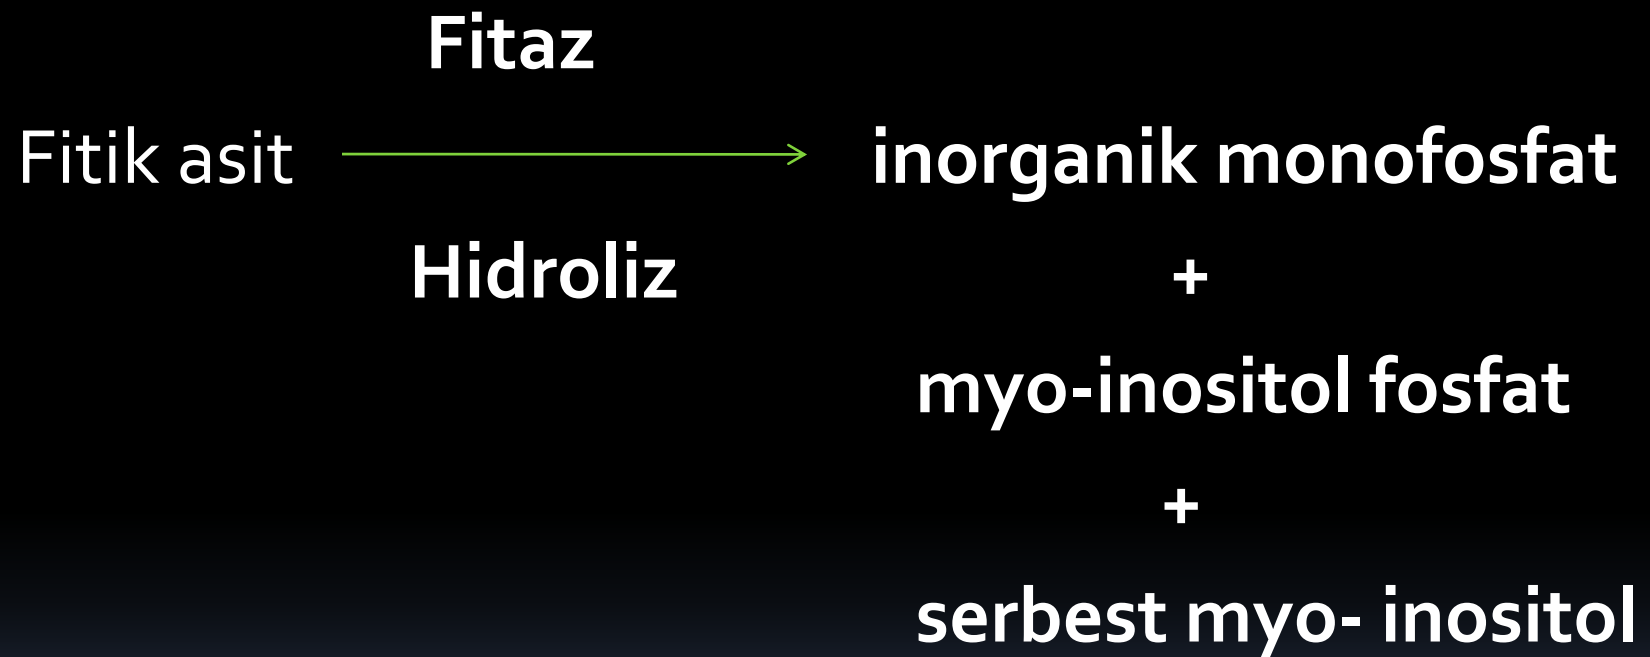 Fitaz
Fitik asit inorganik monofosfat
Hidroliz +
myo-inositol fosfat
+
serbest myo- inositol